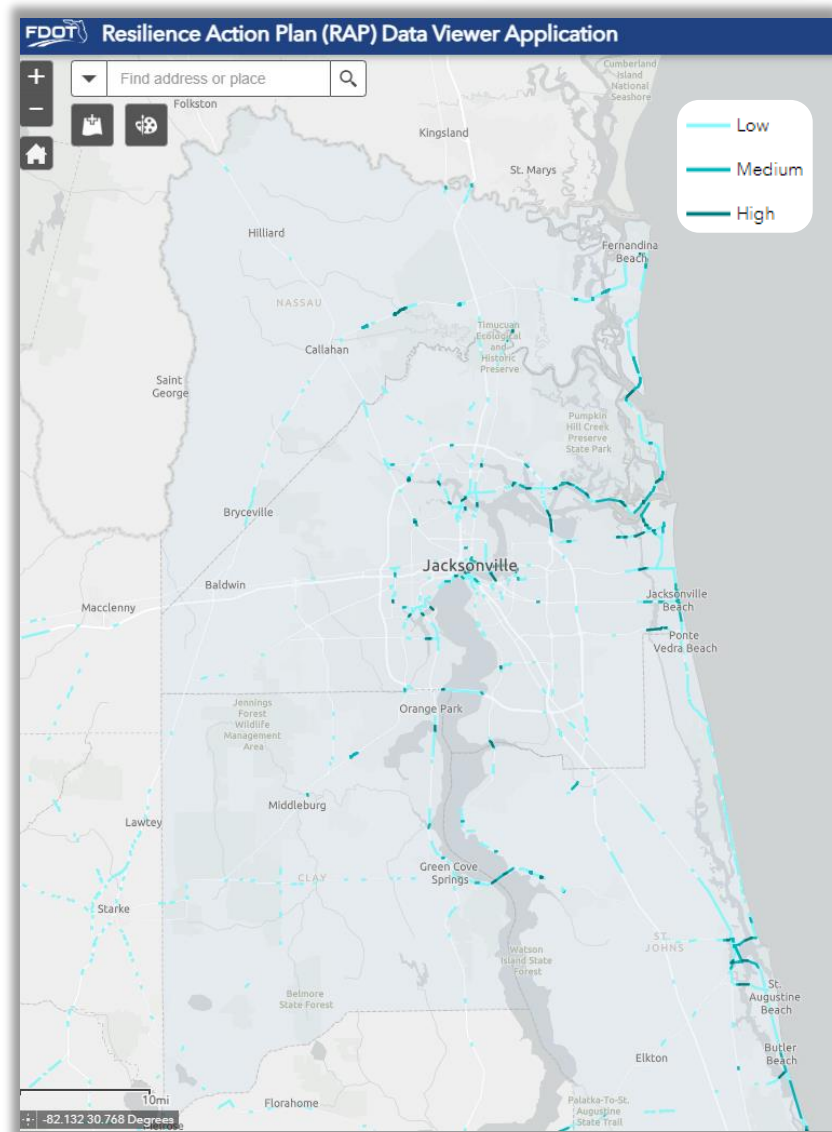 FDOT Resilience Action Plan (RAP) Data Viewer Application
+
Find address or place
−
Cumberland
Island
National
Seashore
Folkston
Kingsland
St. Marys
Low
Medium
High
Hilliard
Fernandina
Beach
NASSAU
Callahan
Timucuan
Ecological
and
Historic
Preserve
Saint
George
Pumpkin
Hill Creek
Preserve
State Park
Bryceville
Jacksonville
Baldwin
Macclenny
Jacksonville
Beach
Ponte
Vedra Beach
Jennings
Forest
Wildlife
Management
Area
Orange Park
Middleburg
Lawtey
Green Cove
Springs
CLAY
Starke
ST.
JOHNS
Watson
Island State
Forest
Belmore
State Forest
St.
Augustine
Beach
Butler
Beach
Elkton
10mi
Florahome
Palatka-To-St.
Augustine
State Trail
-82.132 30.768 Degrees
Melrose